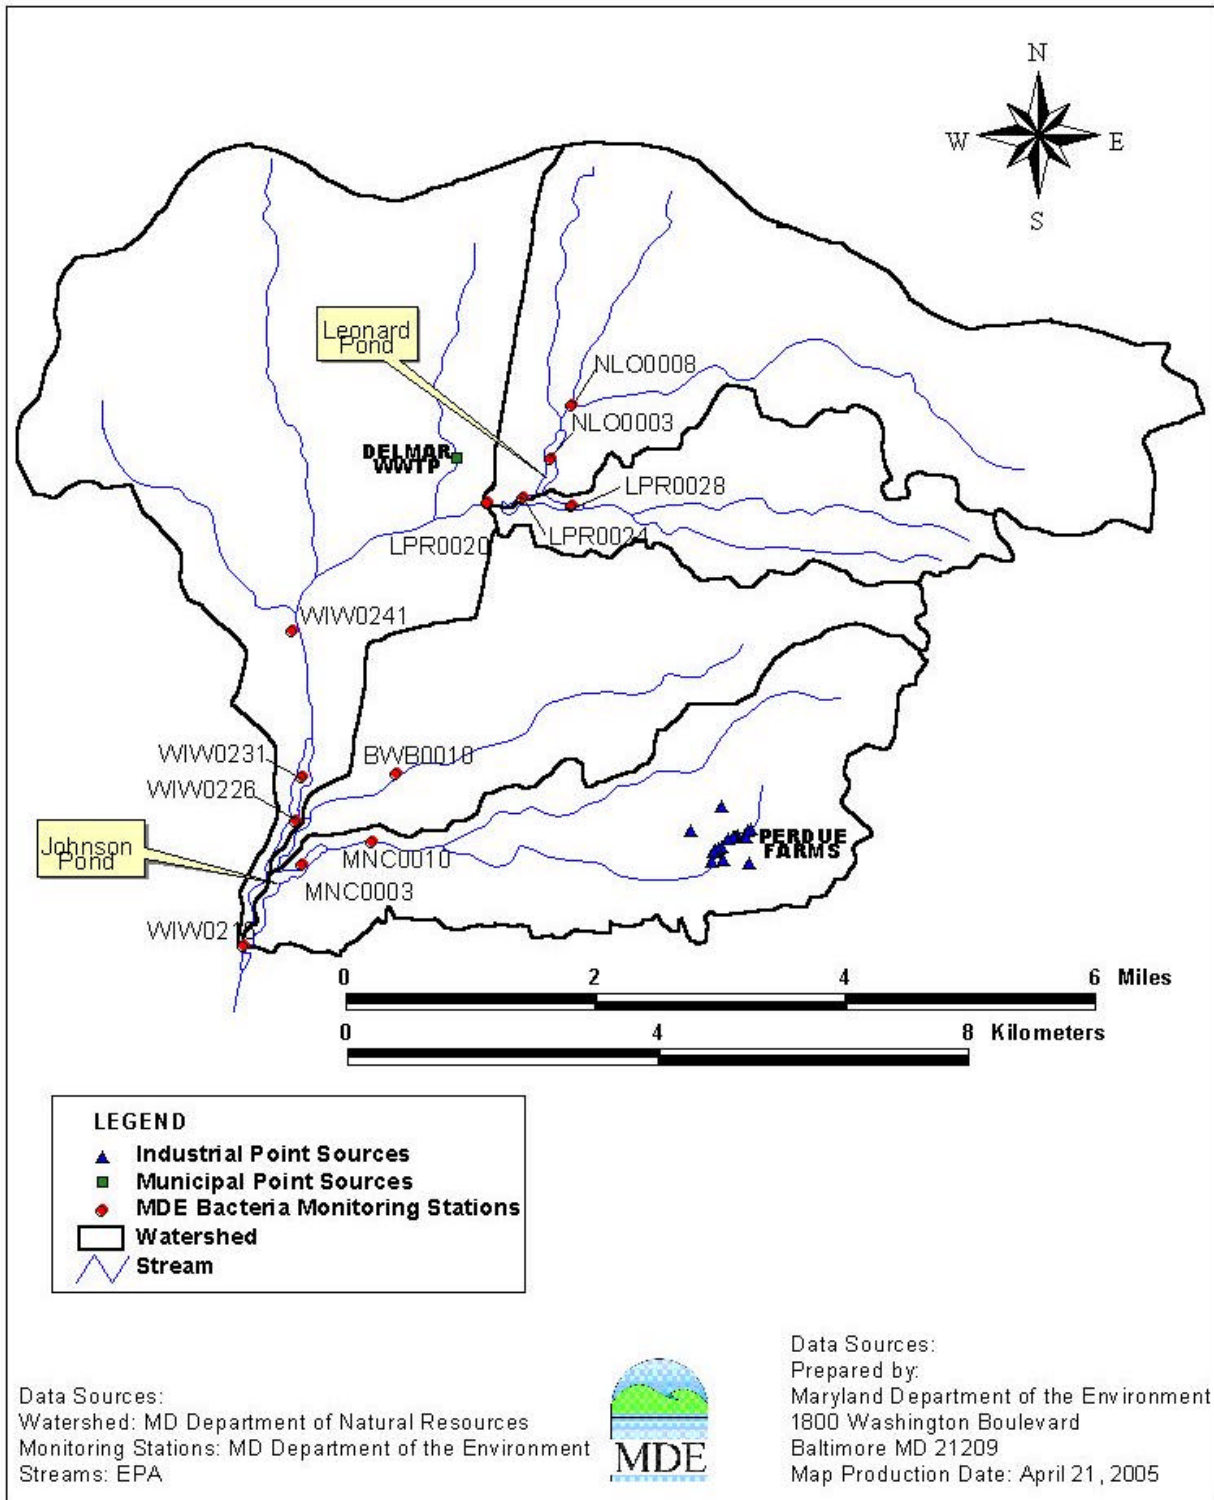 N
W E
S
Leonard
Pond
NLO0008
NLO0003
DELMAR
WWTP
LPR0028
LPR0020
LPR0024
WIW0241
WIW0231
BWB0010
WIW0226
Johnson
Pond
PERDUE
FARMS
MNC0010
MNC0003
0 2 4 6 Miles
0 4 8 Kilometers
LEGEND
Industrial Point Sources
Municipal Point Sources
MDE Bacteria Monitoring Stations
Watershed
Stream
Data Sources:
Watershed: MD Department of Natural Resources
Monitoring Stations: MD Department of the Environment
Streams: EPA
MDE
Data Sources:
Prepared by:
Maryland Department of the Environment
1800 Washington Boulevard
Baltimore MD 21209
Map Production Date: April 21, 2005